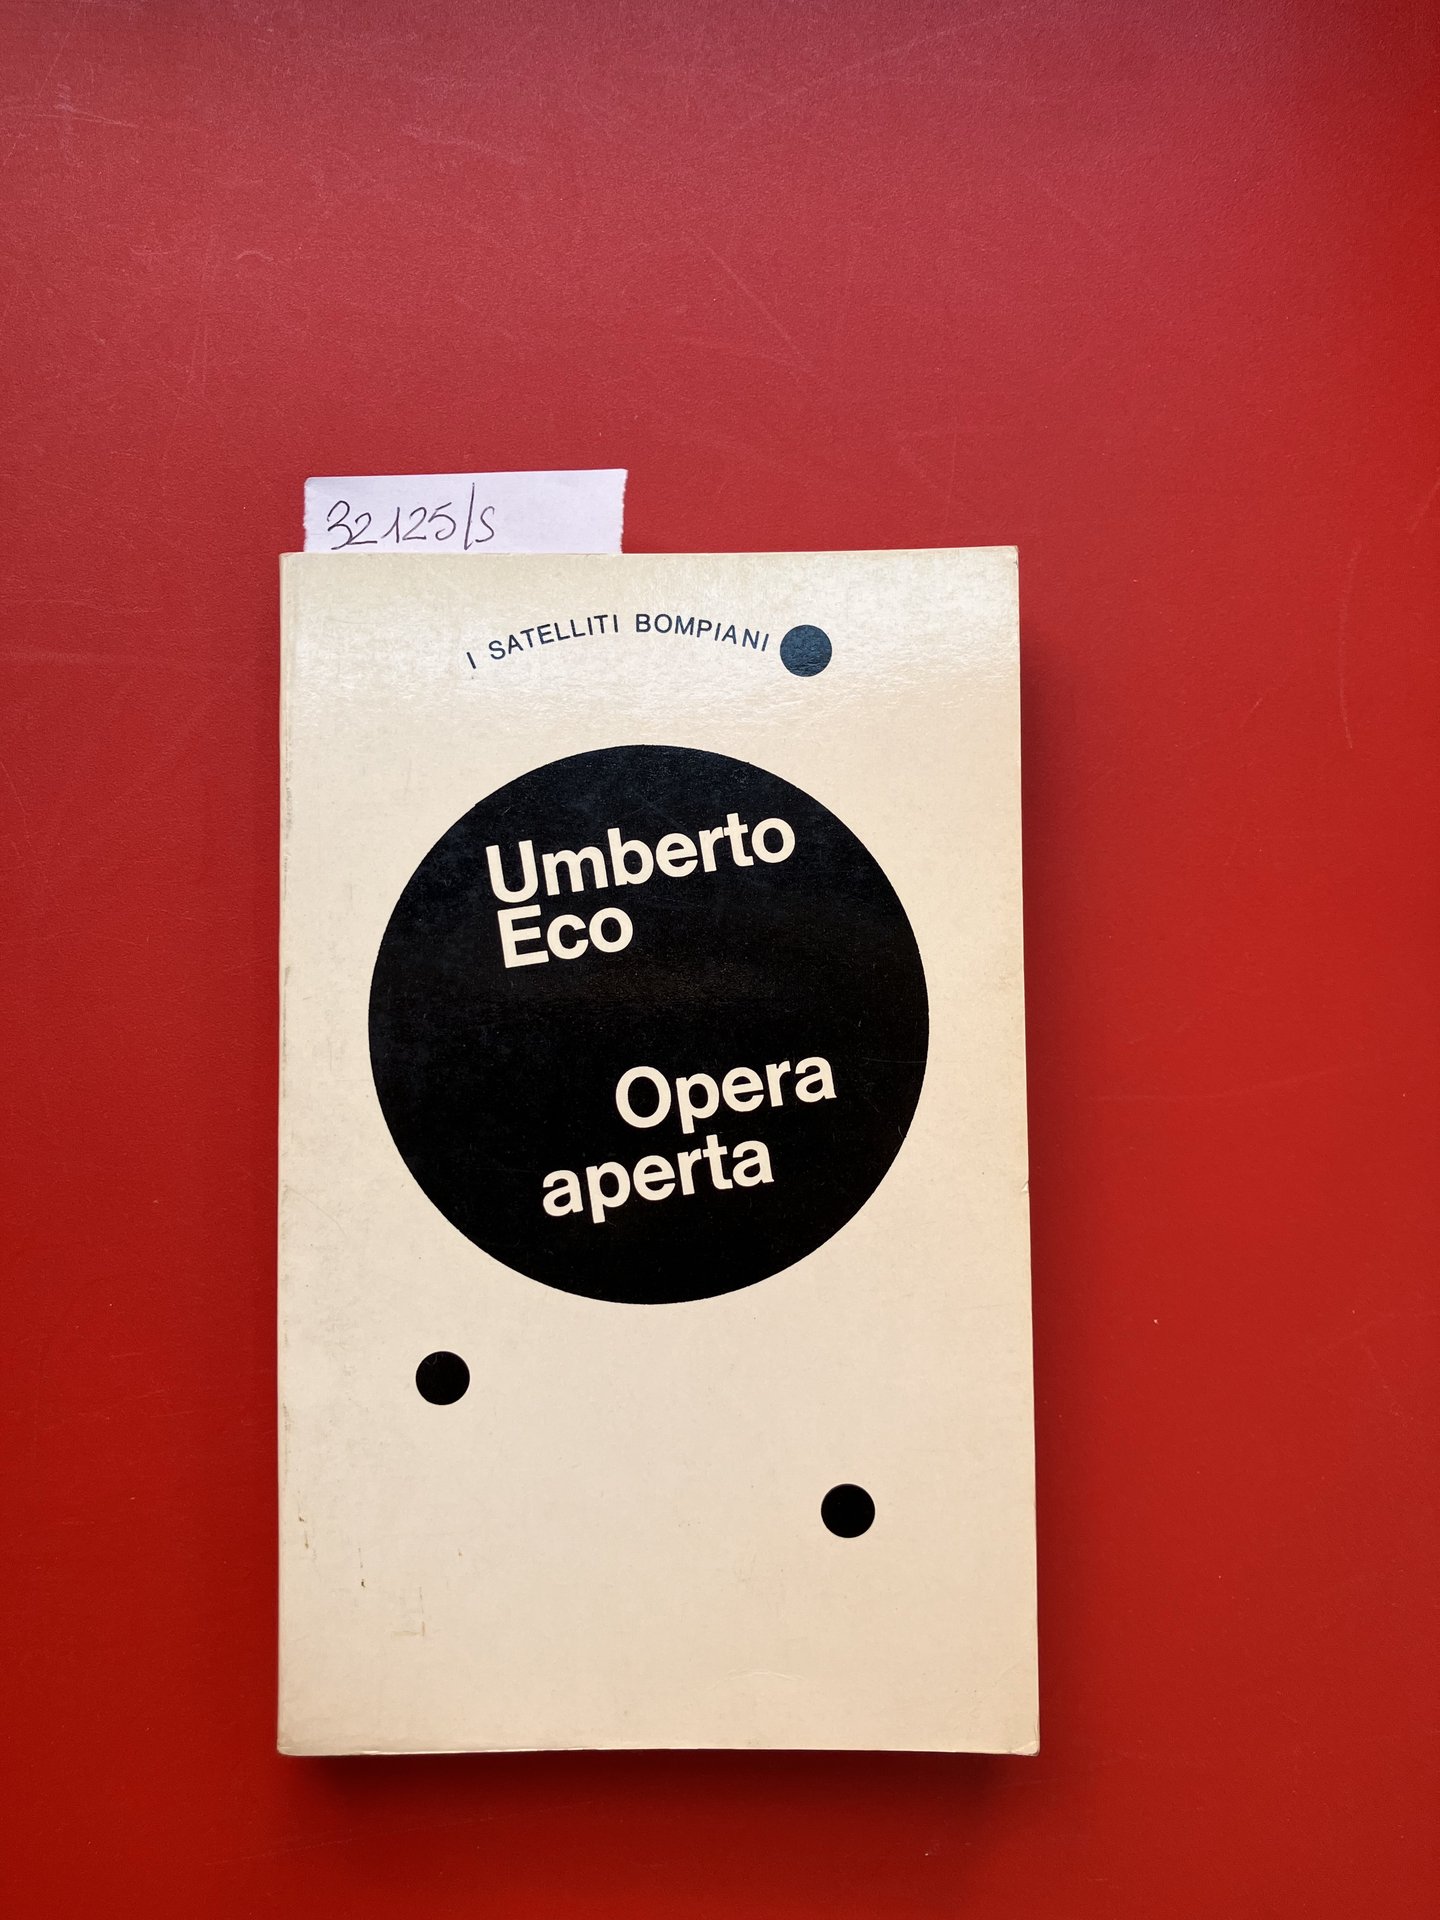 32125/s
I SATELLITI BOMPIANI
Umberto
Eco
Opera
aperta